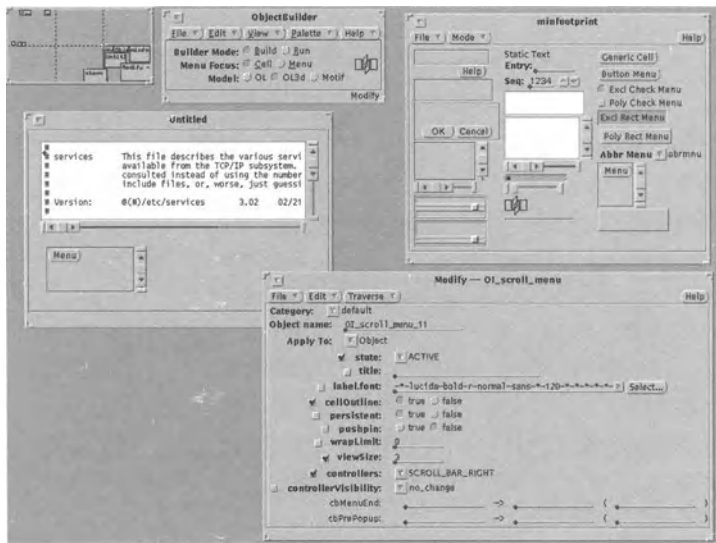 ObjectBuilder
File Edit View Palette Help
Builder Mode: Build Run
Menu Focus: Cell Menu
Model: OL OL3d Motif
Modify
minfootprint
File Mode Help
Static Text
Entry:
Seq: 1234
Help
OK Cancel
Generic Cell
Button Menu
Excl Check Menu
Poly Check Menu
Excl Rect Menu
Poly Rect Menu
Abbr Menu abrmnu
Menu
Untitled
#
# services This file describes the various servi
# available from the TCP/IP subsystem.
# consulted instead of using the number
# include files, or, worse, just guessi
#
# Version: @(#)/etc/services 3.02 02/21
#
Menu
Modify — OI_scroll_menu
File Edit Traverse Help
Category: default
Object name: OI_scroll_menu_11
Apply To: Object
state: ACTIVE
title:
label.font: -*-lucida-bold-r-normal-sans-*-120-*-*-*-*-*- Select...
cellOutline: true false
persistent: true false
pushpin: true false
wrapLimit: 0
viewSize: 3
controllers: SCROLL_BAR_RIGHT
controllerVisibility: no_change
cbMenuEnd: -> (
cbPrePopup: -> (